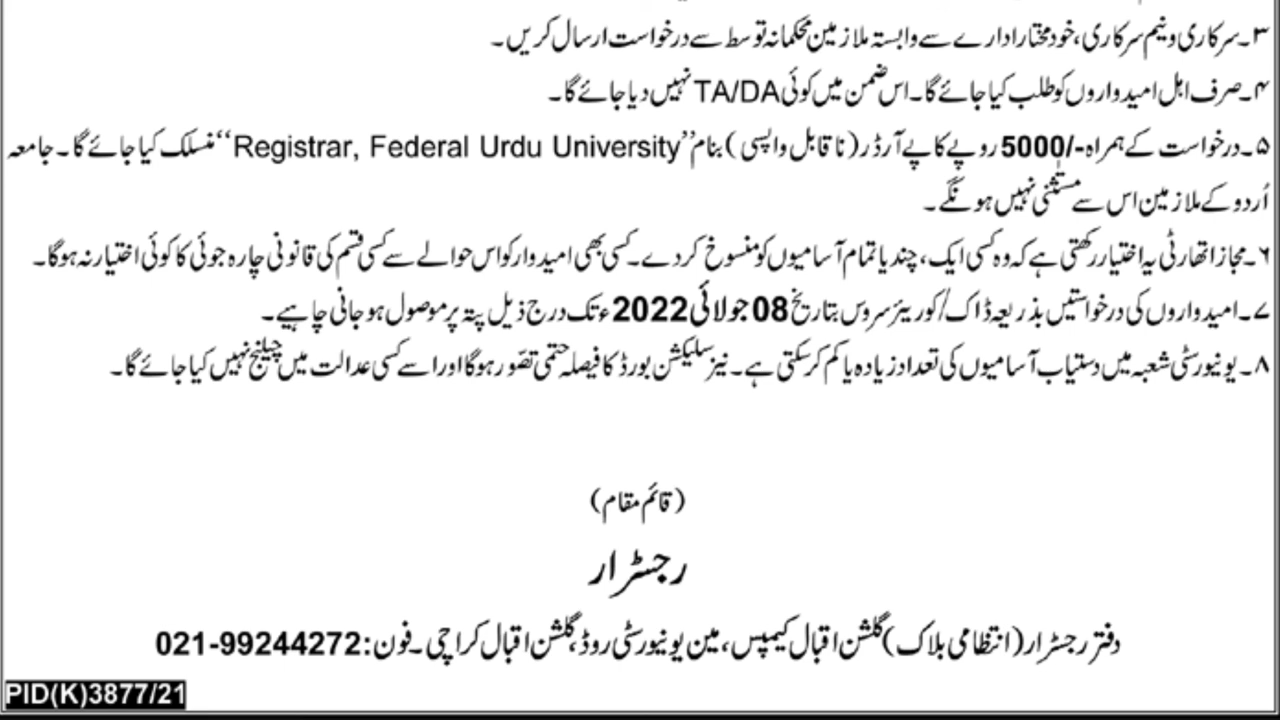 ۳۔سرکاری و نیم سرکاری، خودمختار ادارے سے وابستہ ملازمین محکمانہ توسط سے درخواست ارسال کریں۔
۴۔صرف اہل امیدواروں کو طلب کیا جائے گا۔ اس ضمن میں کوئی TA/DA نہیں دیا جائے گا۔
۵۔درخواست کے ہمراہ -/5000 روپے کا پے آرڈر (ناقابل واپسی) بنام ’’Registrar, Federal Urdu University‘‘ منسلک کیا جائے گا۔ جامعہ
اُردو کے ملازمین اس سے مستثنٰی نہیں ہونگے۔
۶۔مجاز اتھارٹی یہ اختیار رکھتی ہے کہ وہ کسی ایک، چند یا تمام آسامیوں کو منسوخ کر دے۔ کسی بھی امیدوار کو اس حوالے سے کسی قسم کی قانونی چارہ جوئی کا کوئی اختیار نہ ہوگا۔
۷۔امیدواروں کی درخواستیں بذریعہ ڈاک/کورییئر سروس بتاریخ 08 جولائی 2022ء تک درج ذیل پتہ پر موصول ہو جانی چاہیے۔
۸۔یونیورسٹی شعبہ میں دستیاب آسامیوں کی تعداد زیادہ یا کم کر سکتی ہے۔ نیز سلیکشن بورڈ کا فیصلہ حتمی تصّور ہوگا اور اسے کسی عدالت میں چیلنج نہیں کیا جائے گا۔
(قائم مقام)
رجسٹرار
دفتر رجسٹرار (انتظامی بلاک) گلشن اقبال کیمپس، مین یونیورسٹی روڈ، گلشن اقبال کراچی۔ فون: 021-99244272
PID(K)3877/21